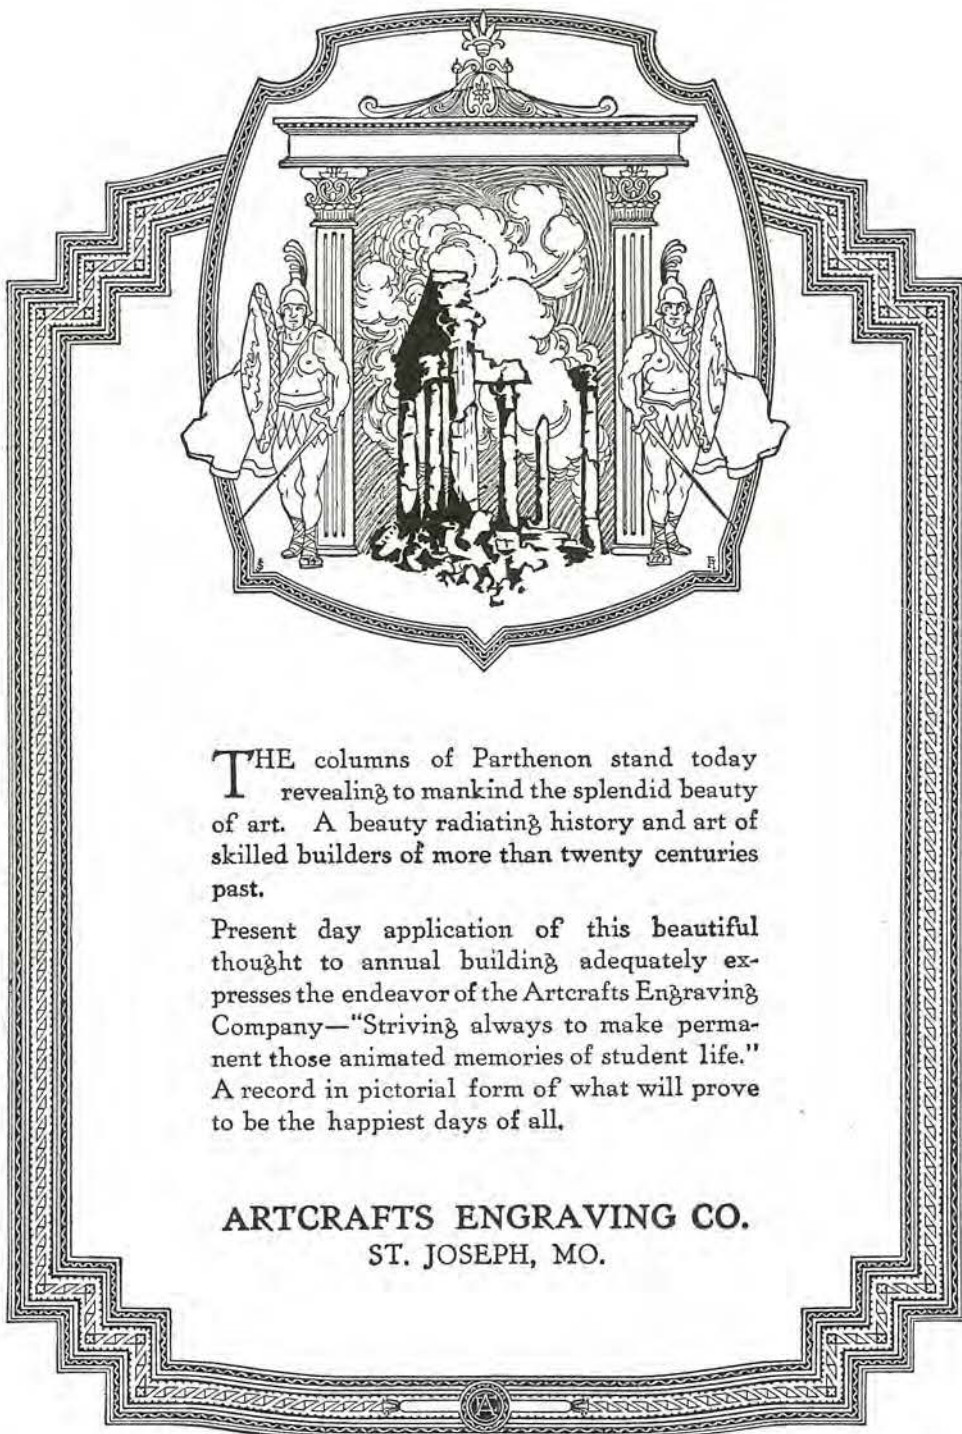 THE columns of Parthenon stand today
revealing to mankind the splendid beauty
of art. A beauty radiating history and art of
skilled builders of more than twenty centuries
past.
Present day application of this beautiful
thought to annual building adequately ex-
presses the endeavor of the Artcrafts Engraving
Company—"Striving always to make perma-
nent those animated memories of student life."
A record in pictorial form of what will prove
to be the happiest days of all.
ARTCRAFTS ENGRAVING CO.
ST. JOSEPH, MO.